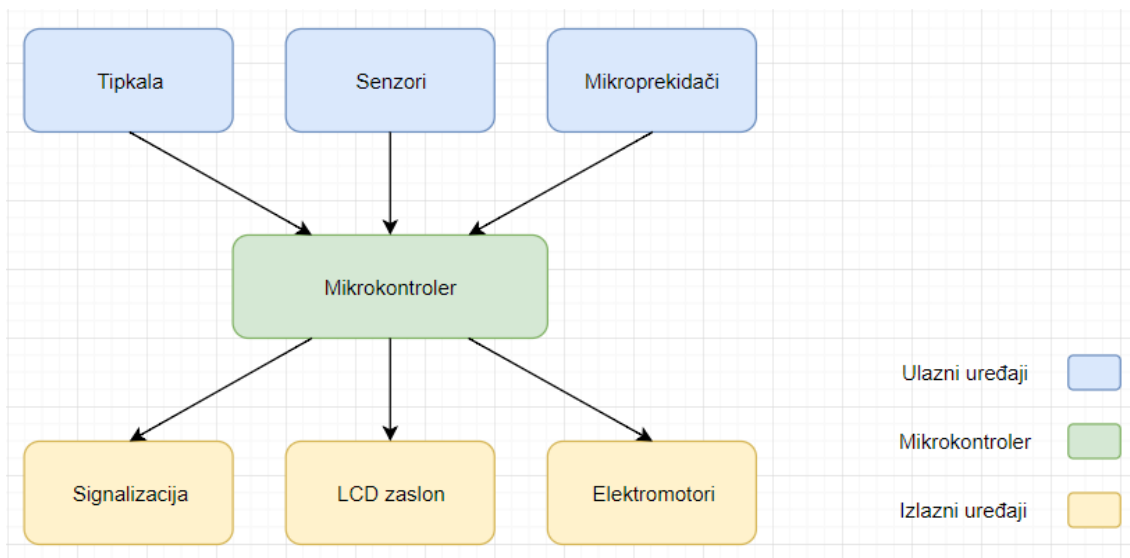 Tipkala
Senzori
Mikroprekidači
Mikrokontroler
Signalizacija
LCD zaslon
Elektromotori
Ulazni uređaji
Mikrokontroler
Izlazni uređaji